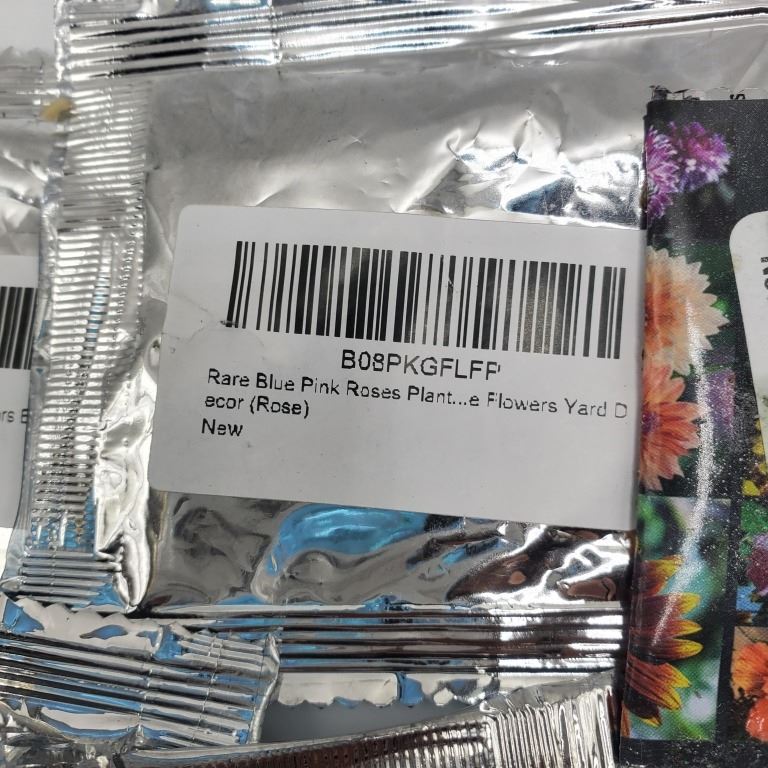 B08PKGFLFP
Rare Blue Pink Roses Plant...e Flowers Yard D
ecor (Rose)
New